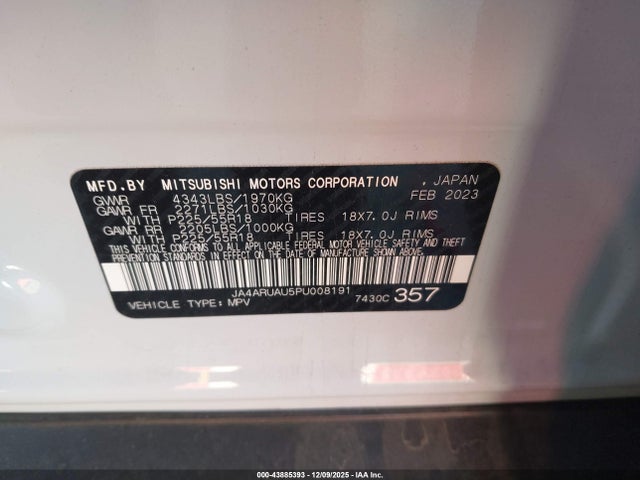 MFD.BY MITSUBISHI MOTORS CORPORATION , JAPAN
GVWR 4343LBS/1970KG FEB 2023
GAWR FR 2271LBS/1030KG
WITH P225/55R18 TIRES 18X7.0J RIMS
GAWR RR 2205LBS/1000KG
WITH P225/55R18 TIRES 18X7.0J RIMS
THIS VEHICLE CONFORMS TO ALL APPLICABLE FEDERAL MOTOR VEHICLE SAFETY AND THEFT
PREVENTION STANDARDS IN EFFECT ON THE DATE OF MANUFACTURE SHOWN ABOVE.
JA4ARUAU5PU008191
VEHICLE TYPE: MPV 7430C 357
000-43885393 - 12/09/2025 - IAA Inc.